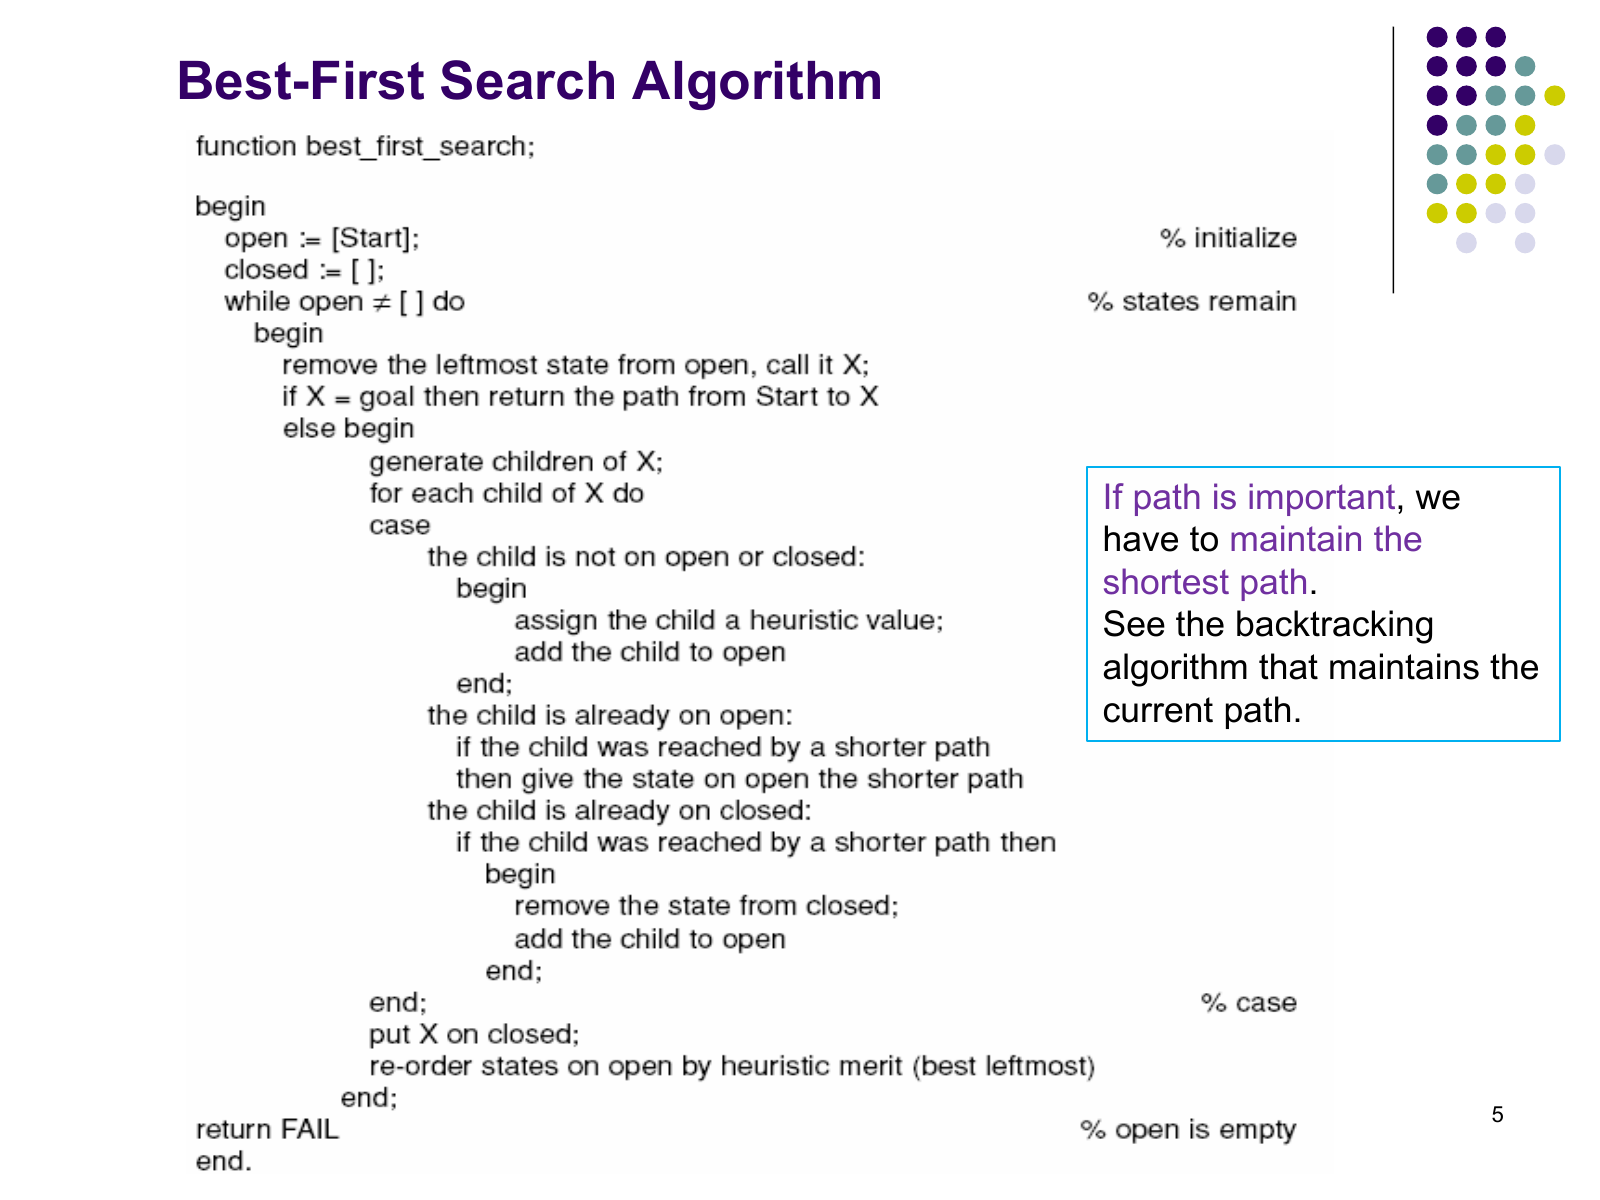 Best-First Search Algorithm
function best_first_search;
begin
open := [Start]; % initialize
closed := [ ];
while open ≠ [ ] do % states remain
begin
remove the leftmost state from open, call it X;
if X = goal then return the path from Start to X
else begin
generate children of X;
for each child of X do
case
the child is not on open or closed:
begin
assign the child a heuristic value;
add the child to open
end;
the child is already on open:
if the child was reached by a shorter path
then give the state on open the shorter path
the child is already on closed:
if the child was reached by a shorter path then
begin
remove the state from closed;
add the child to open
end;
end; % case
put X on closed;
re-order states on open by heuristic merit (best leftmost)
end;
return FAIL % open is empty
end.
If path is important, we
have to maintain the
shortest path.
See the backtracking
algorithm that maintains the
current path.
5